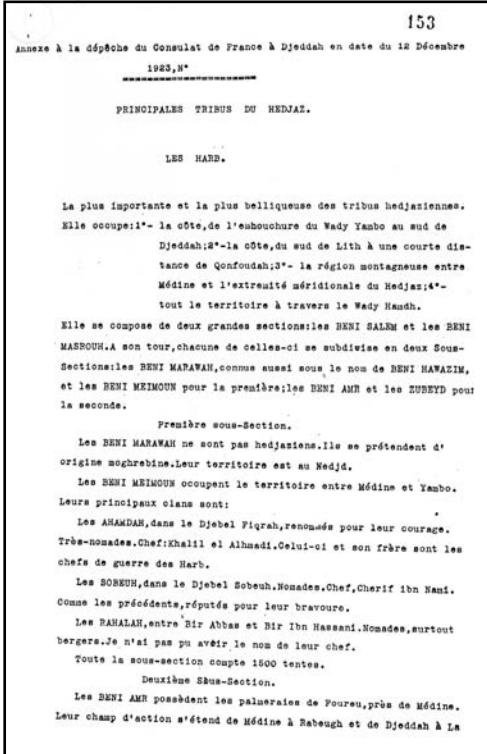 153
Annexe à la dépêche du Consulat de France à Djeddah en date du 12 Décembre
1923,N°
PRINCIPALES TRIBUS DU HEDJAZ.
LES HARB.
La plus importante et la plus belliqueuse des tribus hedjaziennes.
Elle occupe:1°- la côte,de l'embouchure du Wady Yambo au sud de
Djeddah;2°-la côte,du sud de Lith à une courte dis-
tance de Qonfoudah;3°- la région montagneuse entre
Médine et l'extremité méridionale du Hedjaz;4°-
tout le territoire à travers le Wady Hamdh.
Elle se compose de deux grandes sections:les BENI SALEM et les BENI
MASROUH.A son tour,chacune de celles-ci se subdiwise en deux Sous-
Sections:les BENI MARAWAH,connus aussi sous le nom de BENI HAWAZIM,
et les BENI MEIMOUN pour la première;les BENI AMR et les ZUBEYD pour
la seconde.
Première sous-Section.
Les BENI MARAWAH ne sont pas hedjaziens.Ils se prétendent d'
origine moghrebine.Leur territoire est au Nedjd.
Les BENI MEIMOUN occupent le territoire entre Médine et Yambo.
Leurs principaux clans sont:
Les AHAMDAH,dans le Djebel Fiqrah,renommés pour leur courage.
Très-nomades.Chef:Khalil el Alhmadi.Celui-ci et son frère sont les
chefs de guerre des Harb.
Les SOBEUH,dans le Djebel Sobeuh.Nomades.Chef,Cherif ibn Nami.
Comme les précédents,réputés pour leur bravoure.
Les RAHALAH,entre Bir Abbas et Bir Ibn Hassani.Nomades,surtout
bergers.Je n'ai pas pu avoir le nom de leur chef.
Toute la sous-section compte 1500 tentes.
Deuxième Sous-Section.
Les BENI AMR possèdent les palmeraies de Foureu,près de Médine.
Leur champ d'action s'étend de Médine à Rabeugh et de Djeddah à La